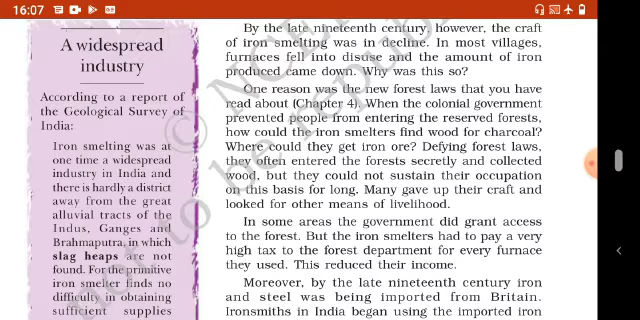 16:07
A widespread
industry
According to a report of
the Geological Survey of
India:
Iron smelting was at
one time a widespread
industry in India and
there is hardly a district
away from the great
alluvial tracts of the
Indus, Ganges and
Brahmaputra, in which
slag heaps are not
found. For the primitive
iron smelter finds no
difficulty in obtaining
sufficient supplies
By the late nineteenth century, however, the craft
of iron smelting was in decline. In most villages,
furnaces fell into disuse and the amount of iron
produced came down. Why was this so?
One reason was the new forest laws that you have
read about (Chapter 4). When the colonial government
prevented people from entering the reserved forests,
how could the iron smelters find wood for charcoal?
Where could they get iron ore? Defying forest laws,
they often entered the forests secretly and collected
wood, but they could not sustain their occupation
on this basis for long. Many gave up their craft and
looked for other means of livelihood.
In some areas the government did grant access
to the forest. But the iron smelters had to pay a very
high tax to the forest department for every furnace
they used. This reduced their income.
Moreover, by the late nineteenth century iron
and steel was being imported from Britain.
Ironsmiths in India began using the imported iron
© NCERT
not to be republished